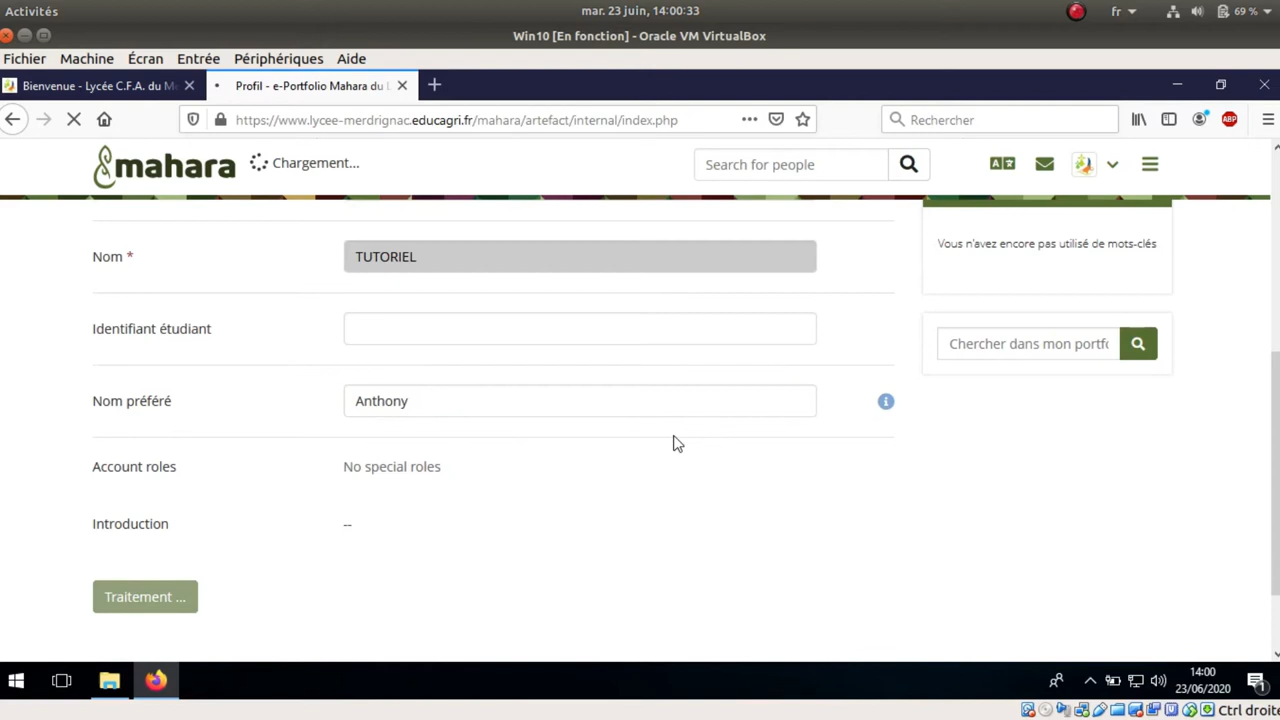 Activités
mar. 23 juin, 14:00:33
fr
69 %
Win10 [En fonction] - Oracle VM VirtualBox
Fichier Machine Écran Entrée Périphériques Aide
Bienvenue - Lycée C.F.A. du Me
Profil - e-Portfolio Mahara du L
https://www.lycee-merdrignac.educagri.fr/mahara/artefact/internal/index.php
Rechercher
ABP
mahara
Chargement...
Search for people
Vous n'avez encore pas utilisé de mots-clés
Nom *
TUTORIEL
Identifiant étudiant
Chercher dans mon portfo
Nom préféré
Anthony
Account roles
No special roles
Introduction
--
Traitement ...
14:00
23/06/2020
1
Ctrl droite